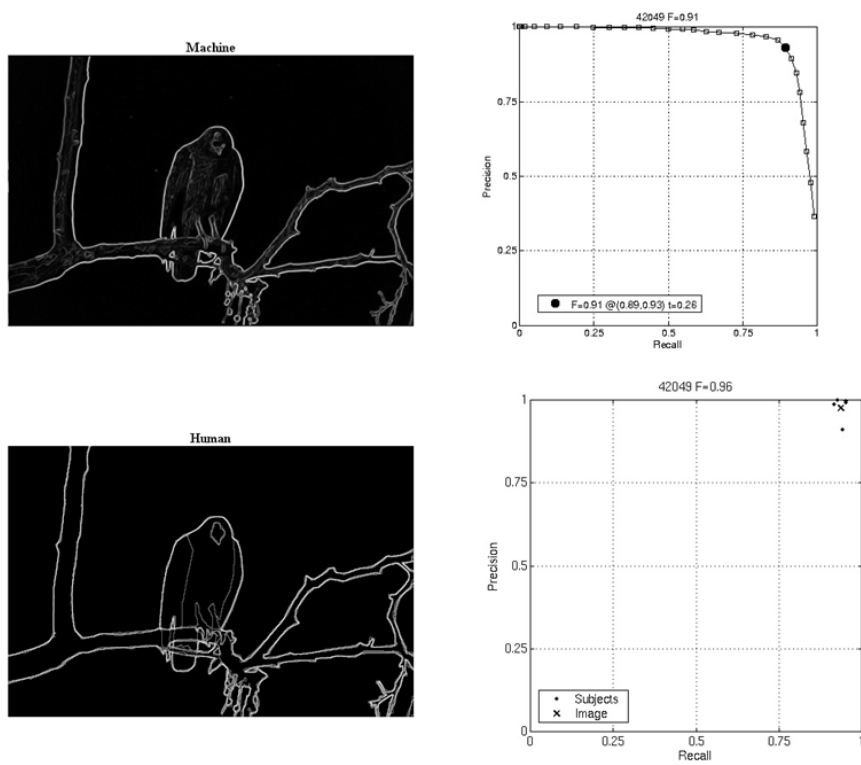 Machine
42049 F=0.91
1
0.75
0.5
0.25
0
Precision
F=0.91 @(0.89,0.93) t=0.26
0 0.25 0.5 0.75 1
Recall
Human
42049 F=0.96
1
0.75
0.5
0.25
0
Precision
Subjects
Image
0 0.25 0.5 0.75 1
Recall